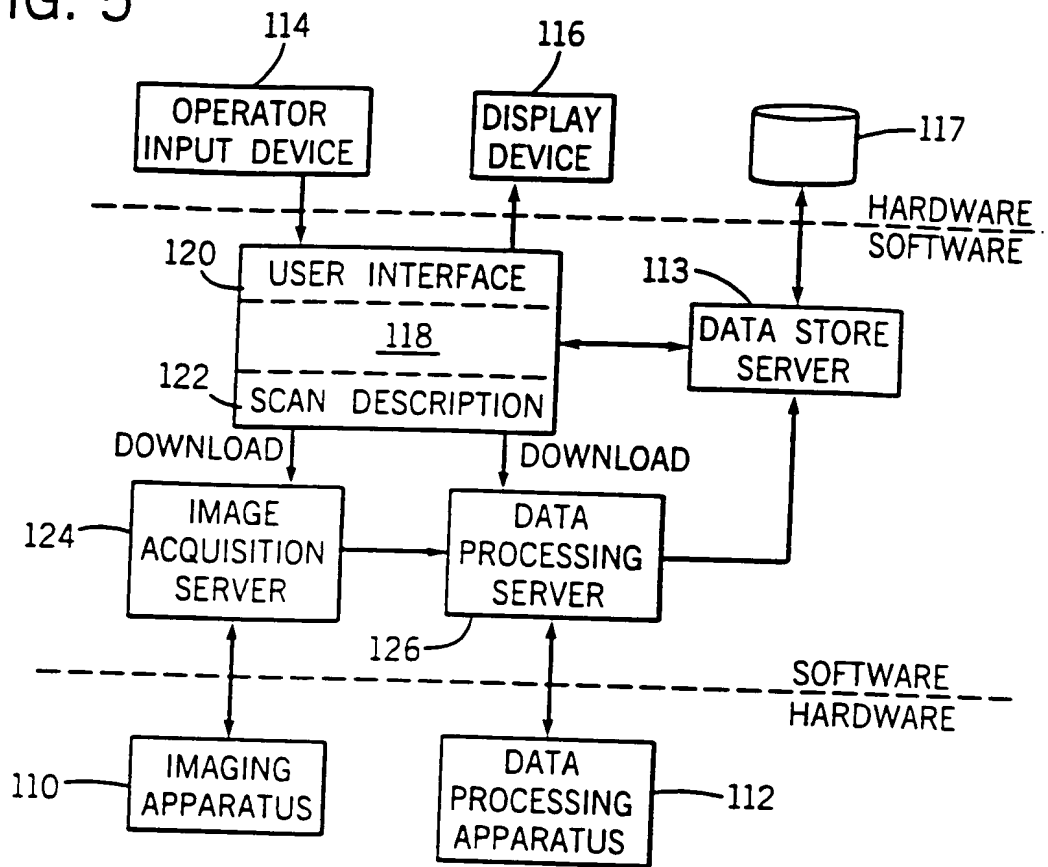 FIG. 5
114
116
OPERATOR
INPUT DEVICE
DISPLAY
DEVICE
117
HARDWARE
SOFTWARE
120
USER INTERFACE
113
118
DATA STORE
SERVER
122
SCAN DESCRIPTION
DOWNLOAD
DOWNLOAD
124
IMAGE
ACQUISITION
SERVER
DATA
PROCESSING
SERVER
126
SOFTWARE
HARDWARE
110
IMAGING
APPARATUS
DATA
PROCESSING
APPARATUS
112